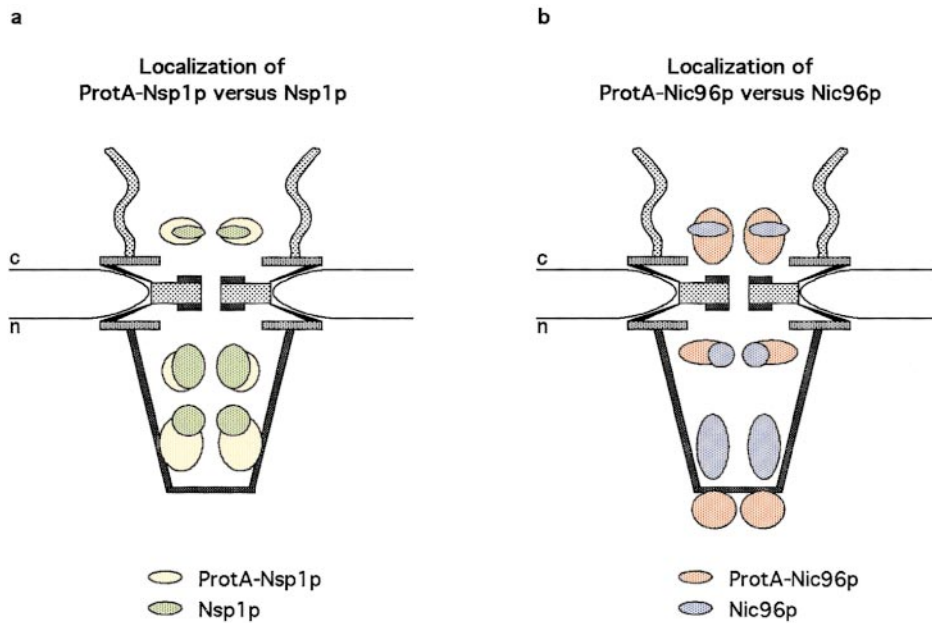 a
Localization of
ProtA-Nsp1p versus Nsp1p
c
n
ProtA-Nsp1p
Nsp1p
b
Localization of
ProtA-Nic96p versus Nic96p
c
n
ProtA-Nic96p
Nic96p